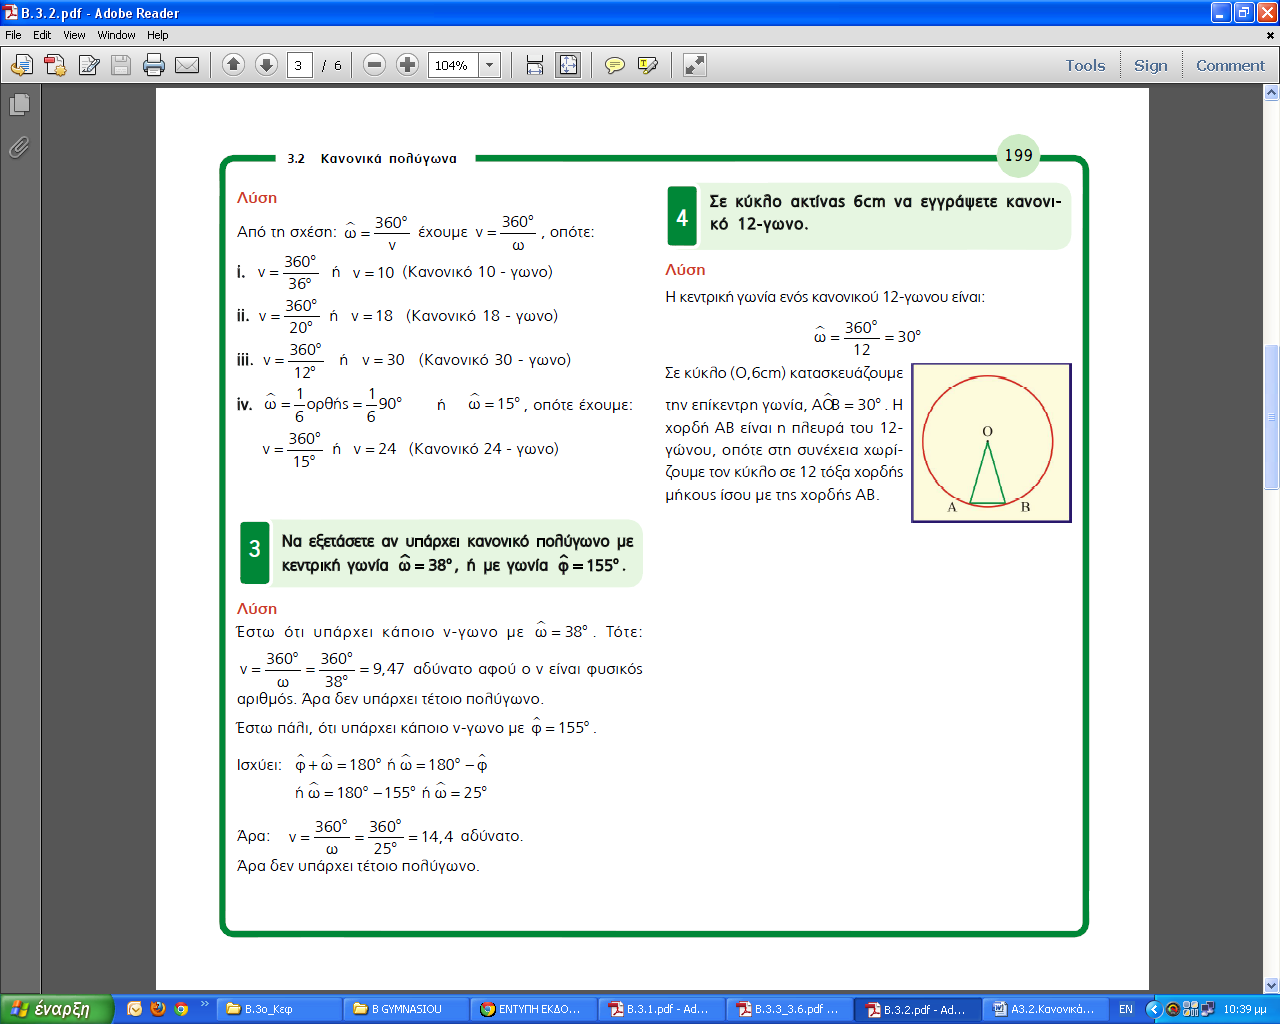 B.3.2.pdf - Adobe Reader
File Edit View Window Help
3 / 6 104% Tools Sign Comment
3.2 Κανονικά πολύγωνα
199
Λύση
Από τη σχέση: ω̂ = 360°/ν έχουμε ν = 360°/ω , οπότε:
i. ν = 360°/36° ή ν = 10 (Κανονικό 10 - γωνο)
ii. ν = 360°/20° ή ν = 18 (Κανονικό 18 - γωνο)
iii. ν = 360°/12° ή ν = 30 (Κανονικό 30 - γωνο)
iv. ω̂ = 1/6 ορθής = 1/6 90° ή ω̂ = 15° , οπότε έχουμε:
ν = 360°/15° ή ν = 24 (Κανονικό 24 - γωνο)
3 Να εξετάσετε αν υπάρχει κανονικό πολύγωνο με
κεντρική γωνία ω̂ = 38° , ή με γωνία φ̂ = 155° .
Λύση
Έστω ότι υπάρχει κάποιο ν-γωνο με ω̂ = 38° . Τότε:
ν = 360°/ω = 360°/38° = 9,47 αδύνατο αφού ο ν είναι φυσικός
αριθμός. Άρα δεν υπάρχει τέτοιο πολύγωνο.
Έστω πάλι, ότι υπάρχει κάποιο ν-γωνο με φ̂ = 155° .
Ισχύει: φ̂ + ω̂ = 180° ή ω̂ = 180° − φ̂
ή ω̂ = 180° − 155° ή ω̂ = 25°
Άρα: ν = 360°/ω = 360°/25° = 14,4 αδύνατο.
Άρα δεν υπάρχει τέτοιο πολύγωνο.
4 Σε κύκλο ακτίνας 6cm να εγγράψετε κανονι-
κό 12-γωνο.
Λύση
Η κεντρική γωνία ενός κανονικού 12-γωνου είναι:
ω̂ = 360°/12 = 30°
Σε κύκλο (Ο,6cm) κατασκευάζουμε
την επίκεντρη γωνία, ΑÔΒ = 30° . Η
χορδή ΑΒ είναι η πλευρά του 12-
γώνου, οπότε στη συνέχεια χωρί-
ζουμε τον κύκλο σε 12 τόξα χορδής
μήκους ίσου με της χορδής ΑΒ.
O
A B
έναρξη B.3o_Κεφ B GYMNASIOU ΕΝΤΥΠΗ ΕΚΔΟ... B.3.1.pdf - Ad... B.3.3_3.6.pdf ... B.3.2.pdf - Ad... A3.2.Κανονικά... EN 10:39 μμ